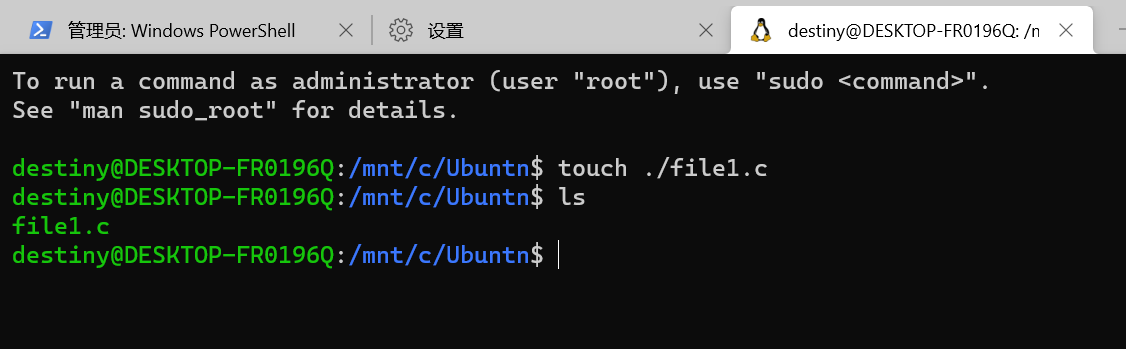 管理员: Windows PowerShell
设置
destiny@DESKTOP-FR0196Q: /m
To run a command as administrator (user "root"), use "sudo <command>".
See "man sudo_root" for details.
destiny@DESKTOP-FR0196Q:/mnt/c/Ubuntn$ touch ./file1.c
destiny@DESKTOP-FR0196Q:/mnt/c/Ubuntn$ ls
file1.c
destiny@DESKTOP-FR0196Q:/mnt/c/Ubuntn$